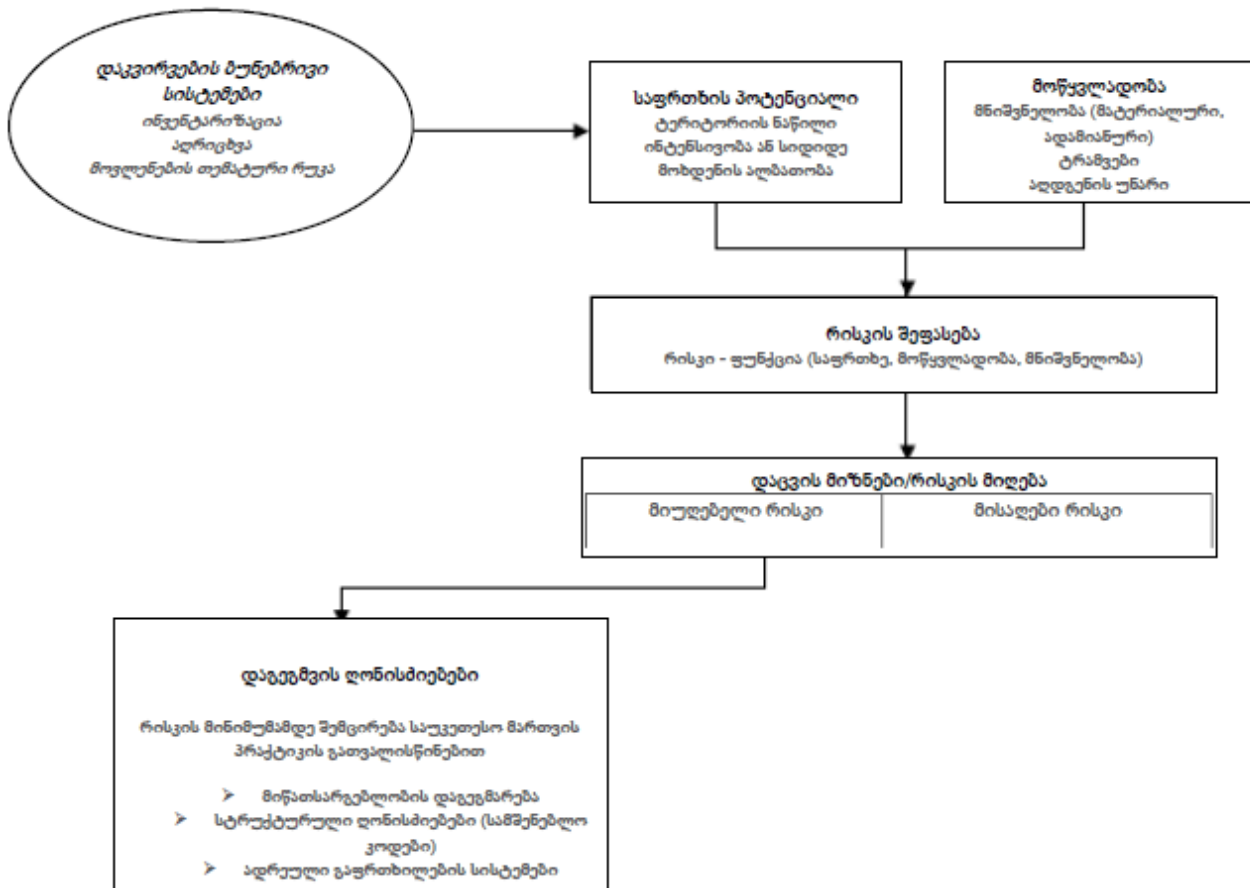 დაკვირვების ბუნებრივი
სისტემები
ინვენტარიზაცია
აღრიცხვა
მოვლენების თემატური რუკა
საფრთხის პოტენციალი
ტერიტორიის ნაწილი
ინტენსივობა ან სიდიდე
მოხდენის ალბათობა
მოწყვლადობა
მნიშვნელობა (მატერიალური,
ადამიანური)
ტრამვები
აღდგენის უნარი
რისკის შეფასება
რისკი - ფუნქცია (საფრთხე, მოწყვლადობა, მნიშვნელობა)
დაცვის მიზნები/რისკის მიღება
მიუღებელი რისკი
მისაღები რისკი
დაგეგმვის ღონისძიებები
რისკის მინიმუმამდე შემცირება საუკეთესო მართვის
პრაქტიკის გათვალისწინებით
➢ მიწათსარგებლობის დაგეგმარება
➢ სტრუქტურული ღონისძიებები (სამშენებლო
კოდები)
➢ ადრეული გაფრთხილების სისტემები